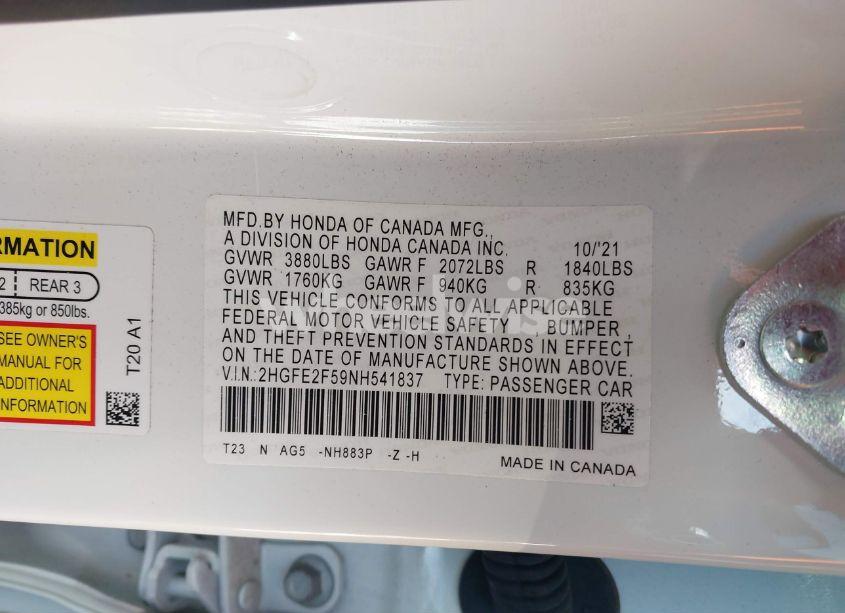 RMATION
2 REAR 3
385kg or 850lbs.
SEE OWNER'S
MANUAL FOR
ADDITIONAL
INFORMATION
T20 A1
MFD.BY HONDA OF CANADA MFG.,
A DIVISION OF HONDA CANADA INC. 10/'21
GVWR 3880LBS GAWR F 2072LBS R 1840LBS
GVWR 1760KG GAWR F 940KG R 835KG
THIS VEHICLE CONFORMS TO ALL APPLICABLE
FEDERAL MOTOR VEHICLE SAFETY BUMPER ,
AND THEFT PREVENTION STANDARDS IN EFFECT
ON THE DATE OF MANUFACTURE SHOWN ABOVE.
V.I.N:2HGFE2F59NH541837 TYPE: PASSENGER CAR
T23 N AG5 -NH883P -Z -H
MADE IN CANADA